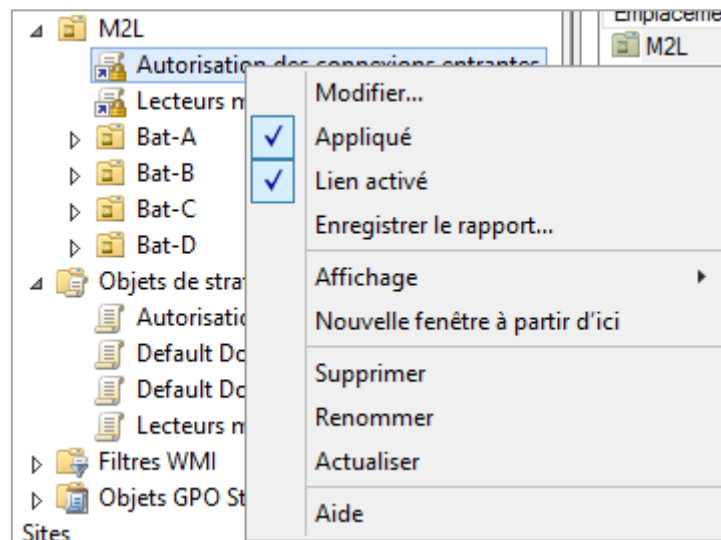 M2L
Autorisation des connexions entrantes
Lecteurs m
Bat-A
Bat-B
Bat-C
Bat-D
Objets de stra
Autorisatio
Default Do
Default Do
Lecteurs m
Filtres WMI
Objets GPO St
Sites
Emplaceme
M2L
Modifier...
Appliqué
Lien activé
Enregistrer le rapport...
Affichage
Nouvelle fenêtre à partir d'ici
Supprimer
Renommer
Actualiser
Aide